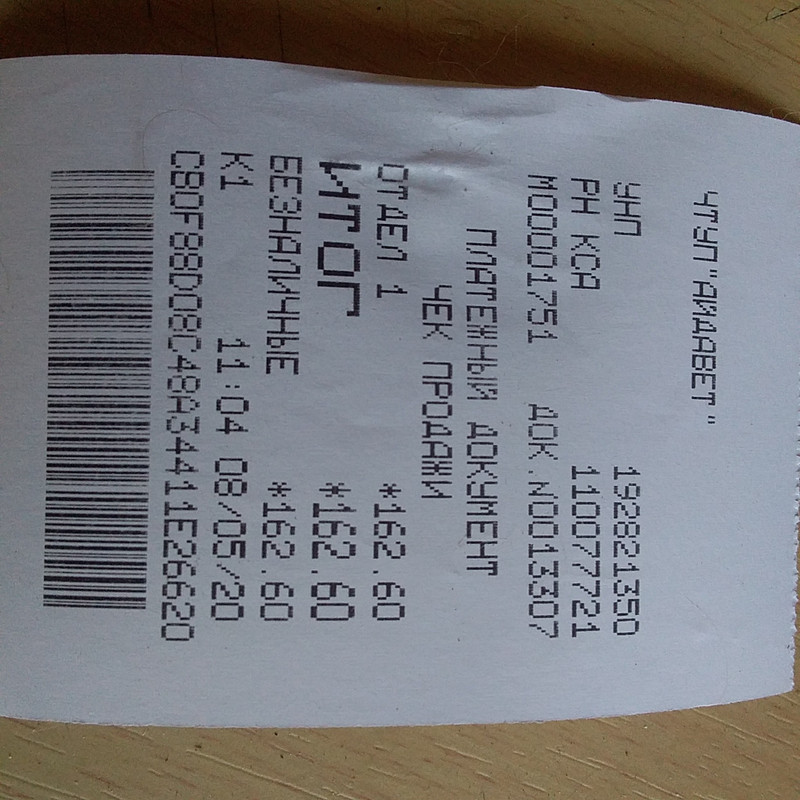 ЧТУП"АЙДАВЕТ"
УНП 192821350
РН КСА 110077721
М00001751 ДОК.N0013307
ПЛАТЕЖНЫЙ ДОКУМЕНТ
ЧЕК ПРОДАЖИ
ОТДЕЛ 1 *162.60
ИТОГ *162.60
БЕЗНАЛИЧНЫЕ *162.60
К1 11:04 08/05/20
C80F88D08C48A34411E26620